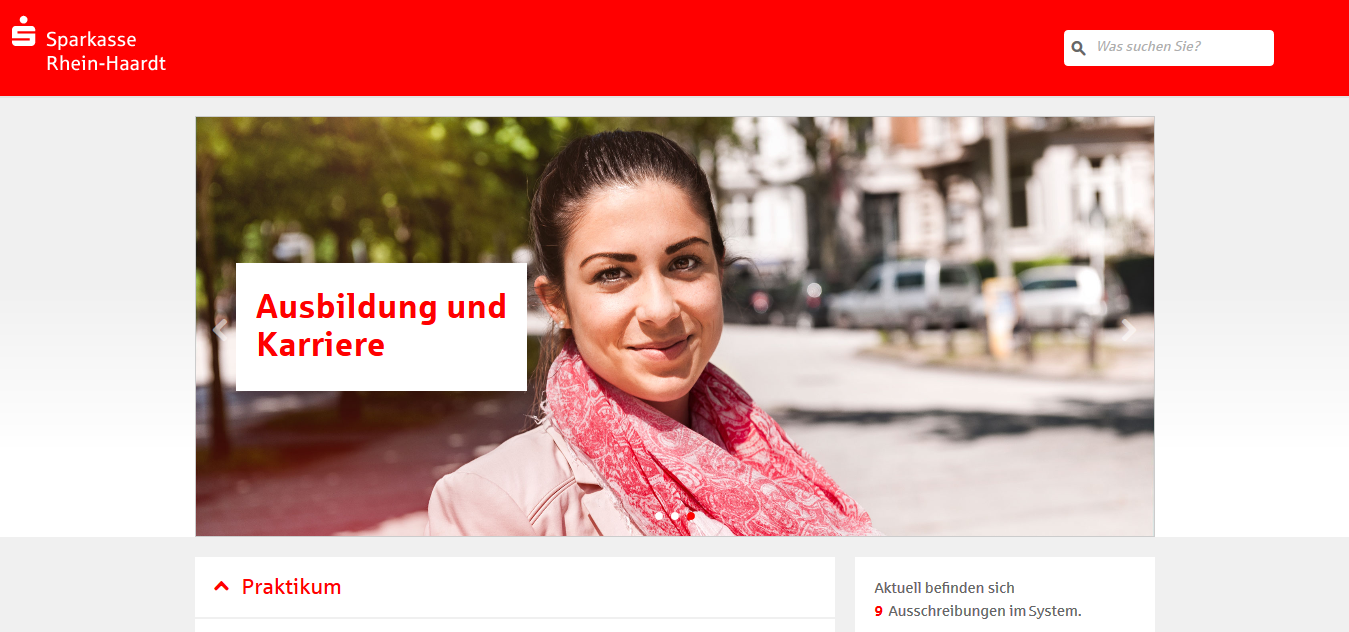 Sparkasse
Rhein-Haardt
Was suchen Sie?
Ausbildung und
Karriere
Praktikum
Aktuell befinden sich
9 Ausschreibungen im System.